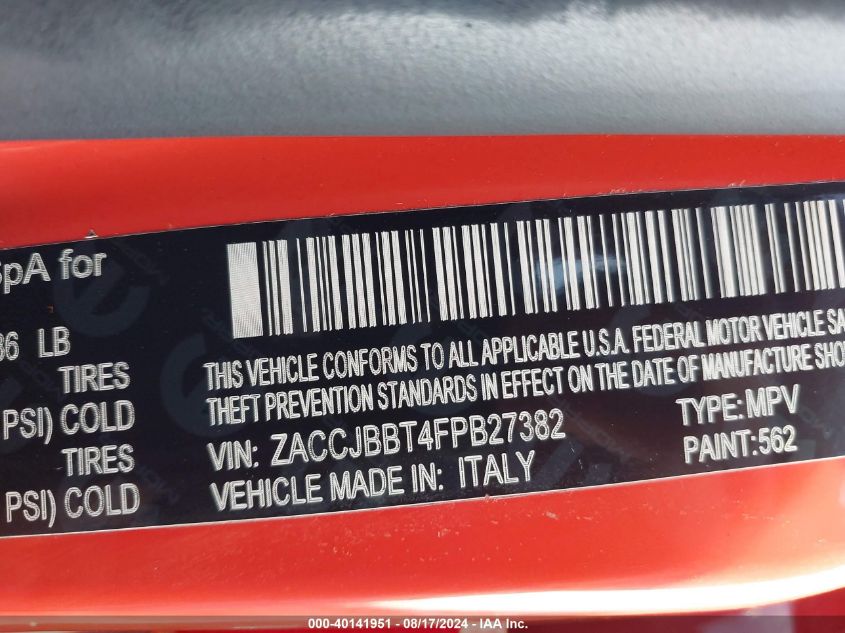 SpA for
86 LB
TIRES
PSI) COLD
TIRES
PSI) COLD
THIS VEHICLE CONFORMS TO ALL APPLICABLE U.S.A. FEDERAL MOTOR VEHICLE SA
THEFT PREVENTION STANDARDS IN EFFECT ON THE DATE OF MANUFACTURE SHO
VIN: ZACCJBBT4FPB27382 TYPE:MPV
VEHICLE MADE IN: ITALY PAINT:562
000-40141951 - 08/17/2024 - IAA Inc.